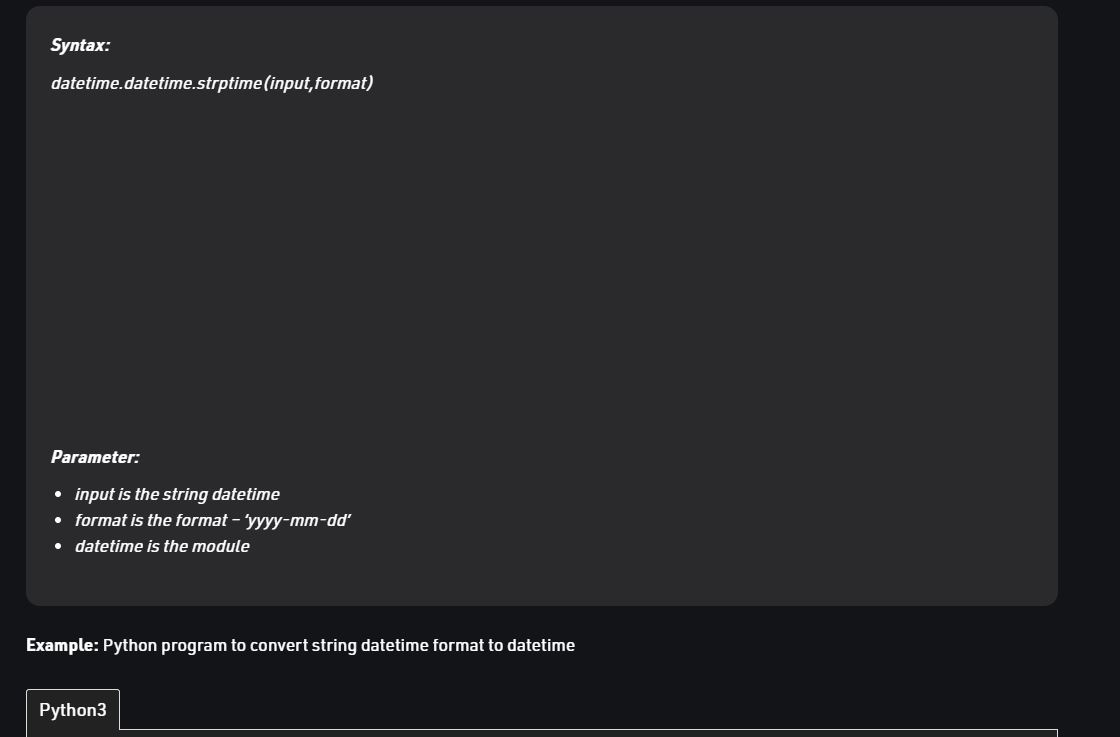 Syntax:
datetime.datetime.strptime(input,format)
Parameter:
• input is the string datetime
• format is the format – ‘yyyy-mm-dd’
• datetime is the module
Example: Python program to convert string datetime format to datetime
Python3